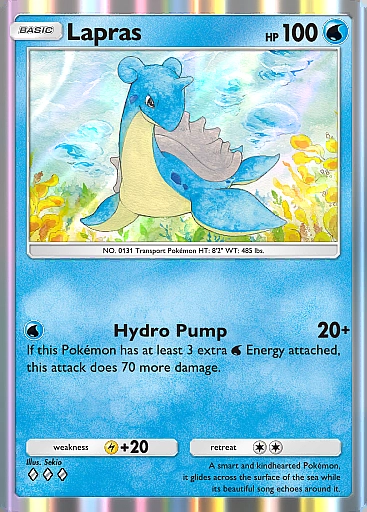 BASIC Lapras HP 100
NO. 0131 Transport Pokémon HT: 8'2" WT: 485 lbs.
Hydro Pump 20+
If this Pokémon has at least 3 extra Energy attached,
this attack does 70 more damage.
weakness +20 retreat
Illus. Sekio
A smart and kindhearted Pokémon,
it glides across the surface of the sea while
its beautiful song echoes around it.